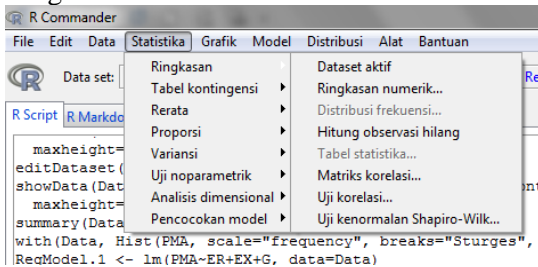 R Commander
File Edit Data Statistika Grafik Model Distribusi Alat Bantuan
Data set:
Re
R Script R Markdo
Ringkasan
Tabel kontingensi
Rerata
Proporsi
Variansi
Uji noparametrik
Analisis dimensional
Pencocokan model
Dataset aktif
Ringkasan numerik...
Distribusi frekuensi...
Hitung observasi hilang
Tabel statistika...
Matriks korelasi...
Uji korelasi...
Uji kenormalan Shapiro-Wilk...
maxheight=
editDataset(
showData(Dat
maxheight=
summary(Data
with(Data, Hist(PMA, scale="frequency", breaks="Sturges",
RegModel.1 <- lm(PMA~ER+EX+G, data=Data)